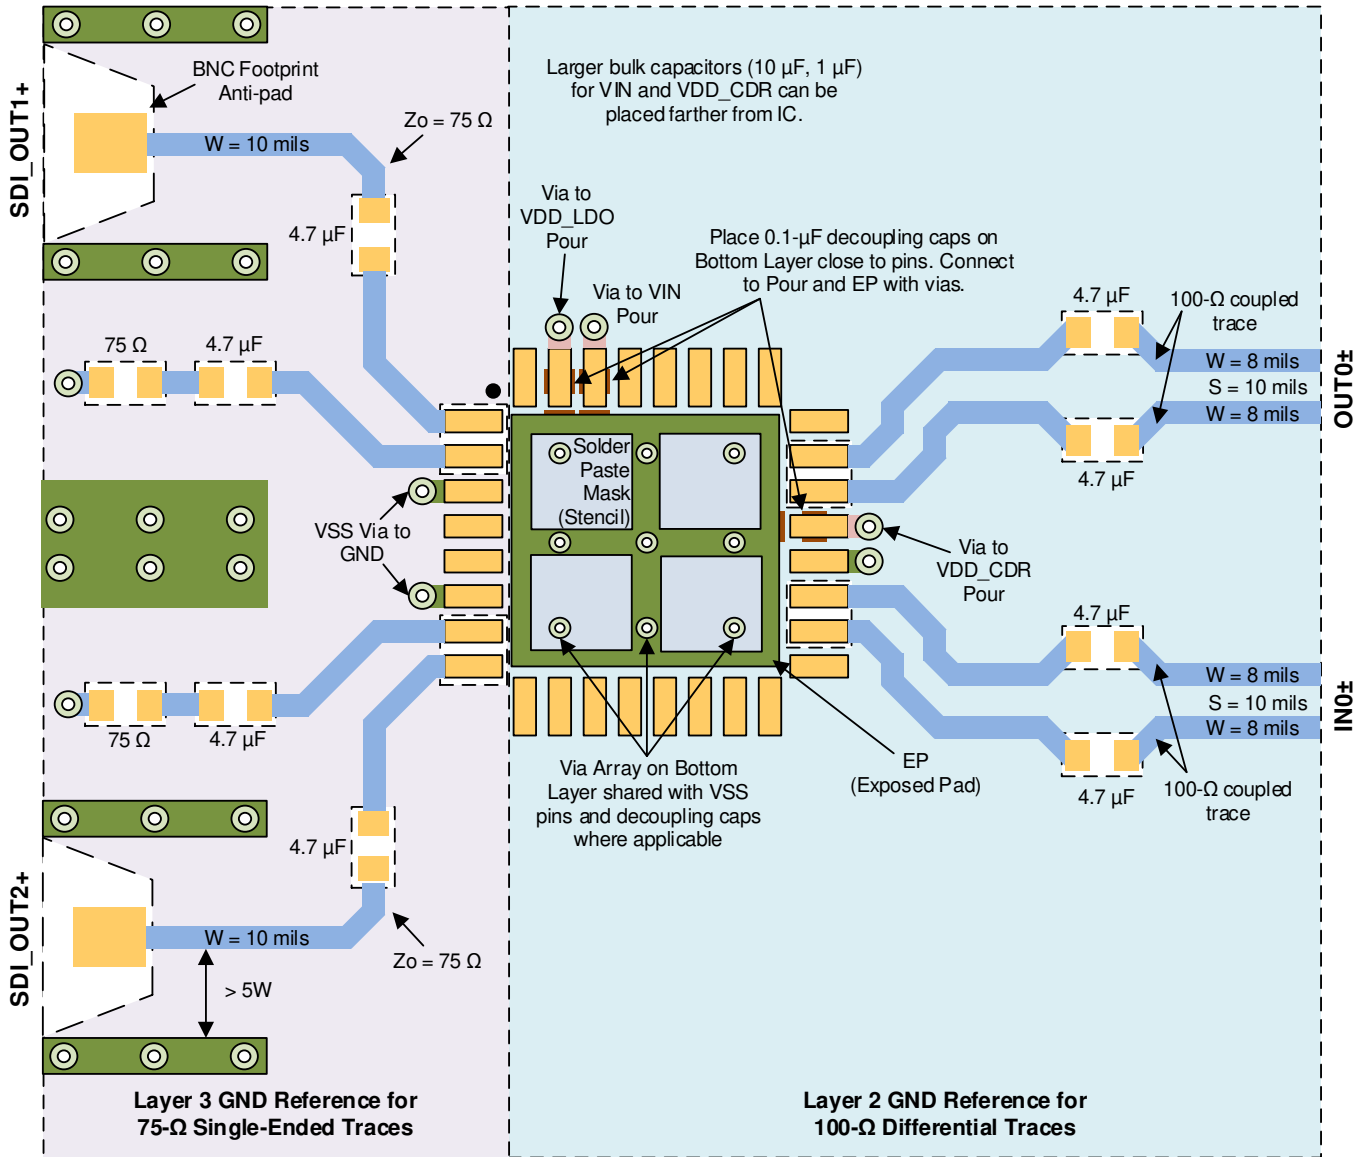 SDI_OUT1+
BNC Footprint
Anti-pad
W = 10 mils
Zo = 75 Ω
4.7 µF
75 Ω
4.7 µF
Larger bulk capacitors (10 µF, 1 µF)
for VIN and VDD_CDR can be
placed farther from IC.
Via to
VDD_LDO
Pour
Via to VIN
Pour
Place 0.1-µF decoupling caps on
Bottom Layer close to pins. Connect
to Pour and EP with vias.
4.7 µF
100-Ω coupled
trace
W = 8 mils
S = 10 mils
W = 8 mils
4.7 µF
OUT0±
Solder
Paste
Mask
(Stencil)
VSS Via to
GND
Via to
VDD_CDR
Pour
4.7 µF
W = 8 mils
S = 10 mils
W = 8 mils
4.7 µF
100-Ω coupled
trace
IN0±
75 Ω
4.7 µF
Via Array on Bottom
Layer shared with VSS
pins and decoupling caps
where applicable
EP
(Exposed Pad)
4.7 µF
SDI_OUT2+
W = 10 mils
Zo = 75 Ω
> 5W
Layer 3 GND Reference for
75-Ω Single-Ended Traces
Layer 2 GND Reference for
100-Ω Differential Traces